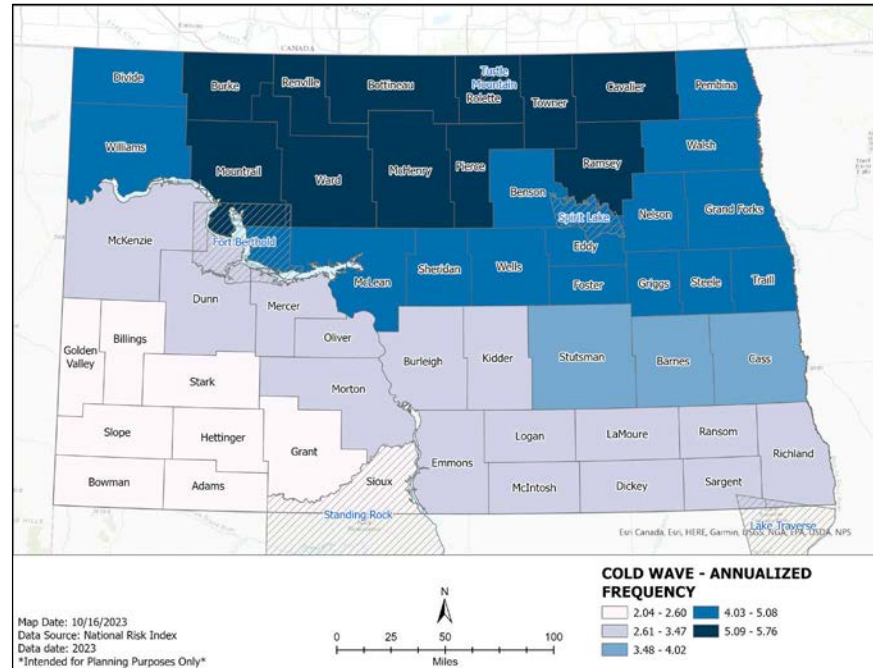 CANADA
Divide
Burke
Renville
Bottineau
Turtle
Mountain
Rolette
Towner
Cavalier
Pembina
Williams
Mountrail
Ward
McHenry
Pierce
Ramsey
Walsh
Benson
Spirit Lake
Nelson
Grand Forks
McKenzie
Fort Berthold
McLean
Sheridan
Wells
Eddy
Foster
Griggs
Steele
Traill
Dunn
Mercer
Oliver
Golden
Valley
Billings
Stark
Morton
Burleigh
Kidder
Stutsman
Barnes
Cass
Slope
Hettinger
Grant
Emmons
Logan
LaMoure
Ransom
Richland
Bowman
Adams
Sioux
McIntosh
Dickey
Sargent
Standing Rock
Lake Traverse
Esri Canada, Esri, HERE, Garmin, USGS, NGA, EPA, USDA, NPS
COLD WAVE - ANNUALIZED
FREQUENCY
2.04 - 2.60
4.03 - 5.08
2.61 - 3.47
5.09 - 5.76
3.48 - 4.02
N
0 25 50 100
Miles
Map Date: 10/16/2023
Data Source: National Risk Index
Data date: 2023
*Intended for Planning Purposes Only*